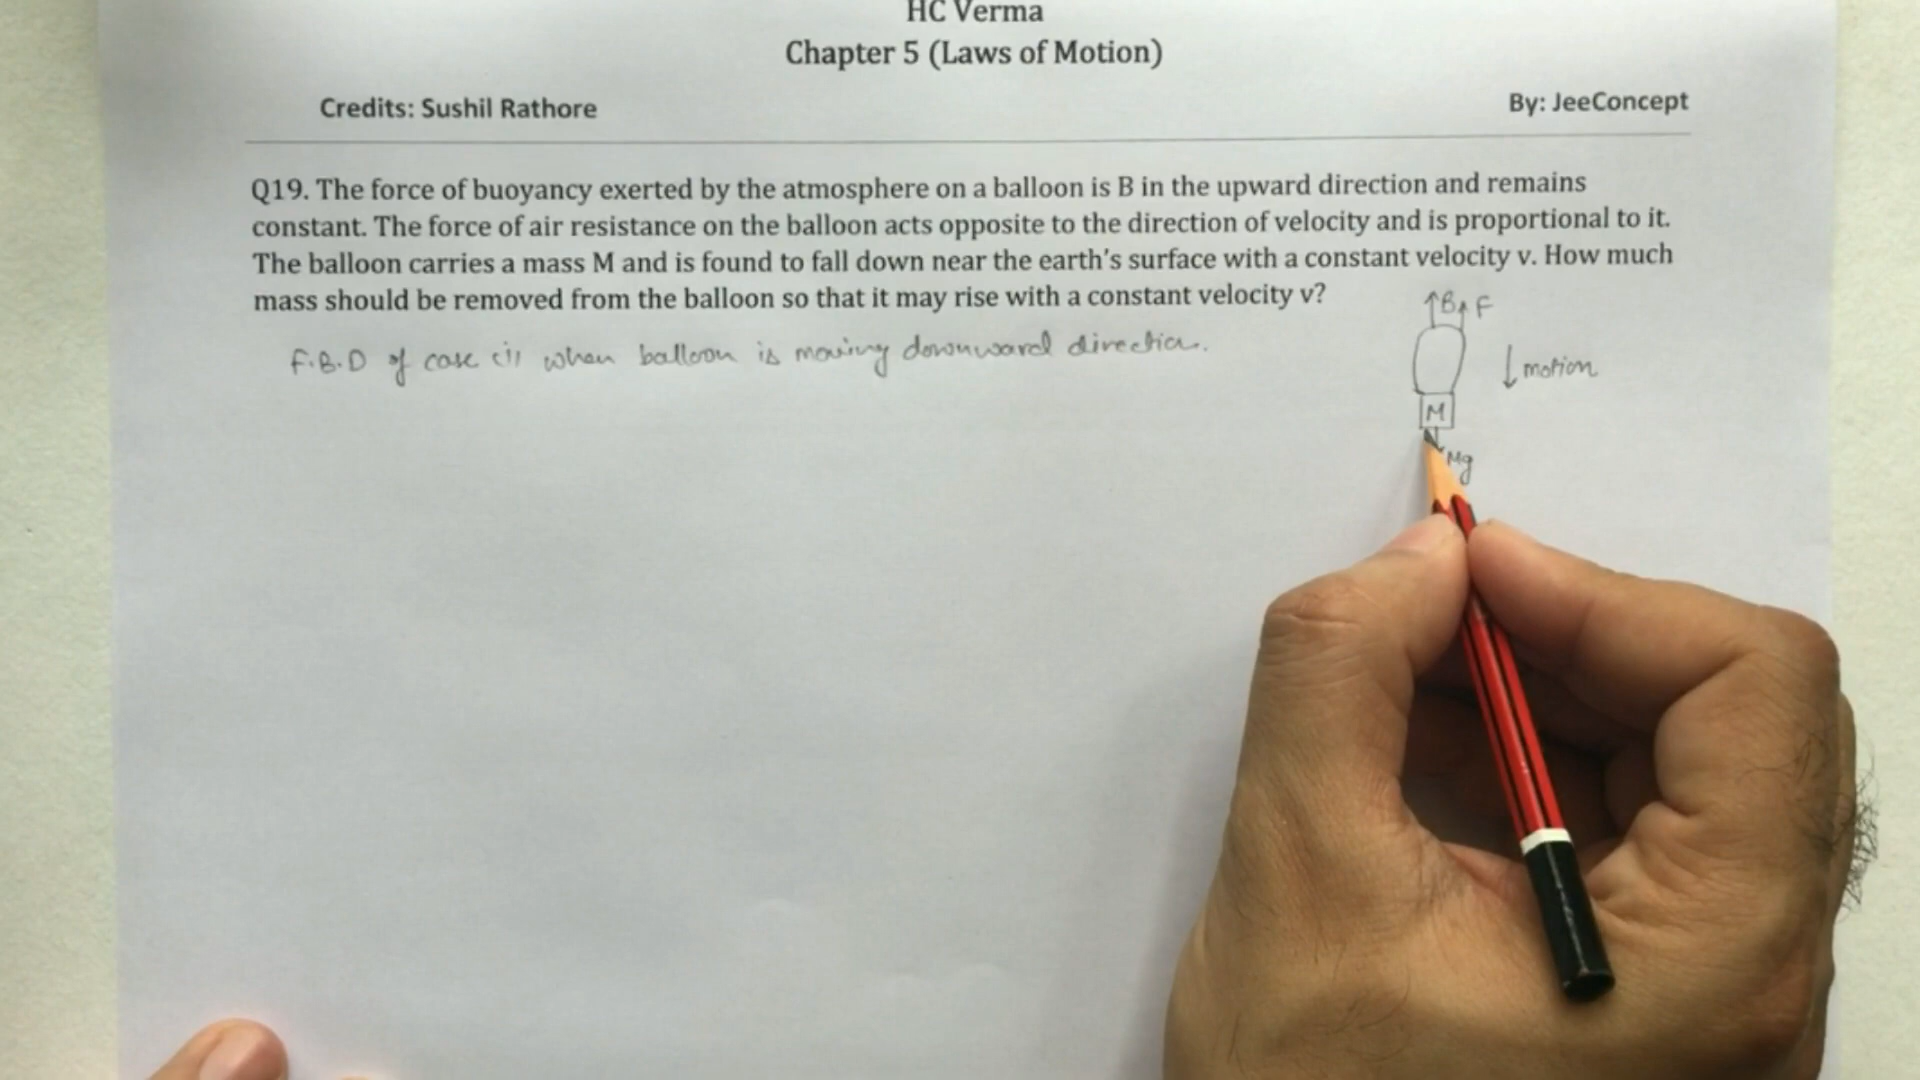 HC Verma
Chapter 5 (Laws of Motion)
Credits: Sushil Rathore
By: JeeConcept
Q19. The force of buoyancy exerted by the atmosphere on a balloon is B in the upward direction and remains
constant. The force of air resistance on the balloon acts opposite to the direction of velocity and is proportional to it.
The balloon carries a mass M and is found to fall down near the earth's surface with a constant velocity v. How much
mass should be removed from the balloon so that it may rise with a constant velocity v?
↑B↑F
F.B.D of case (i) when balloon is moving downward direction.
↓ motion
M
Mg